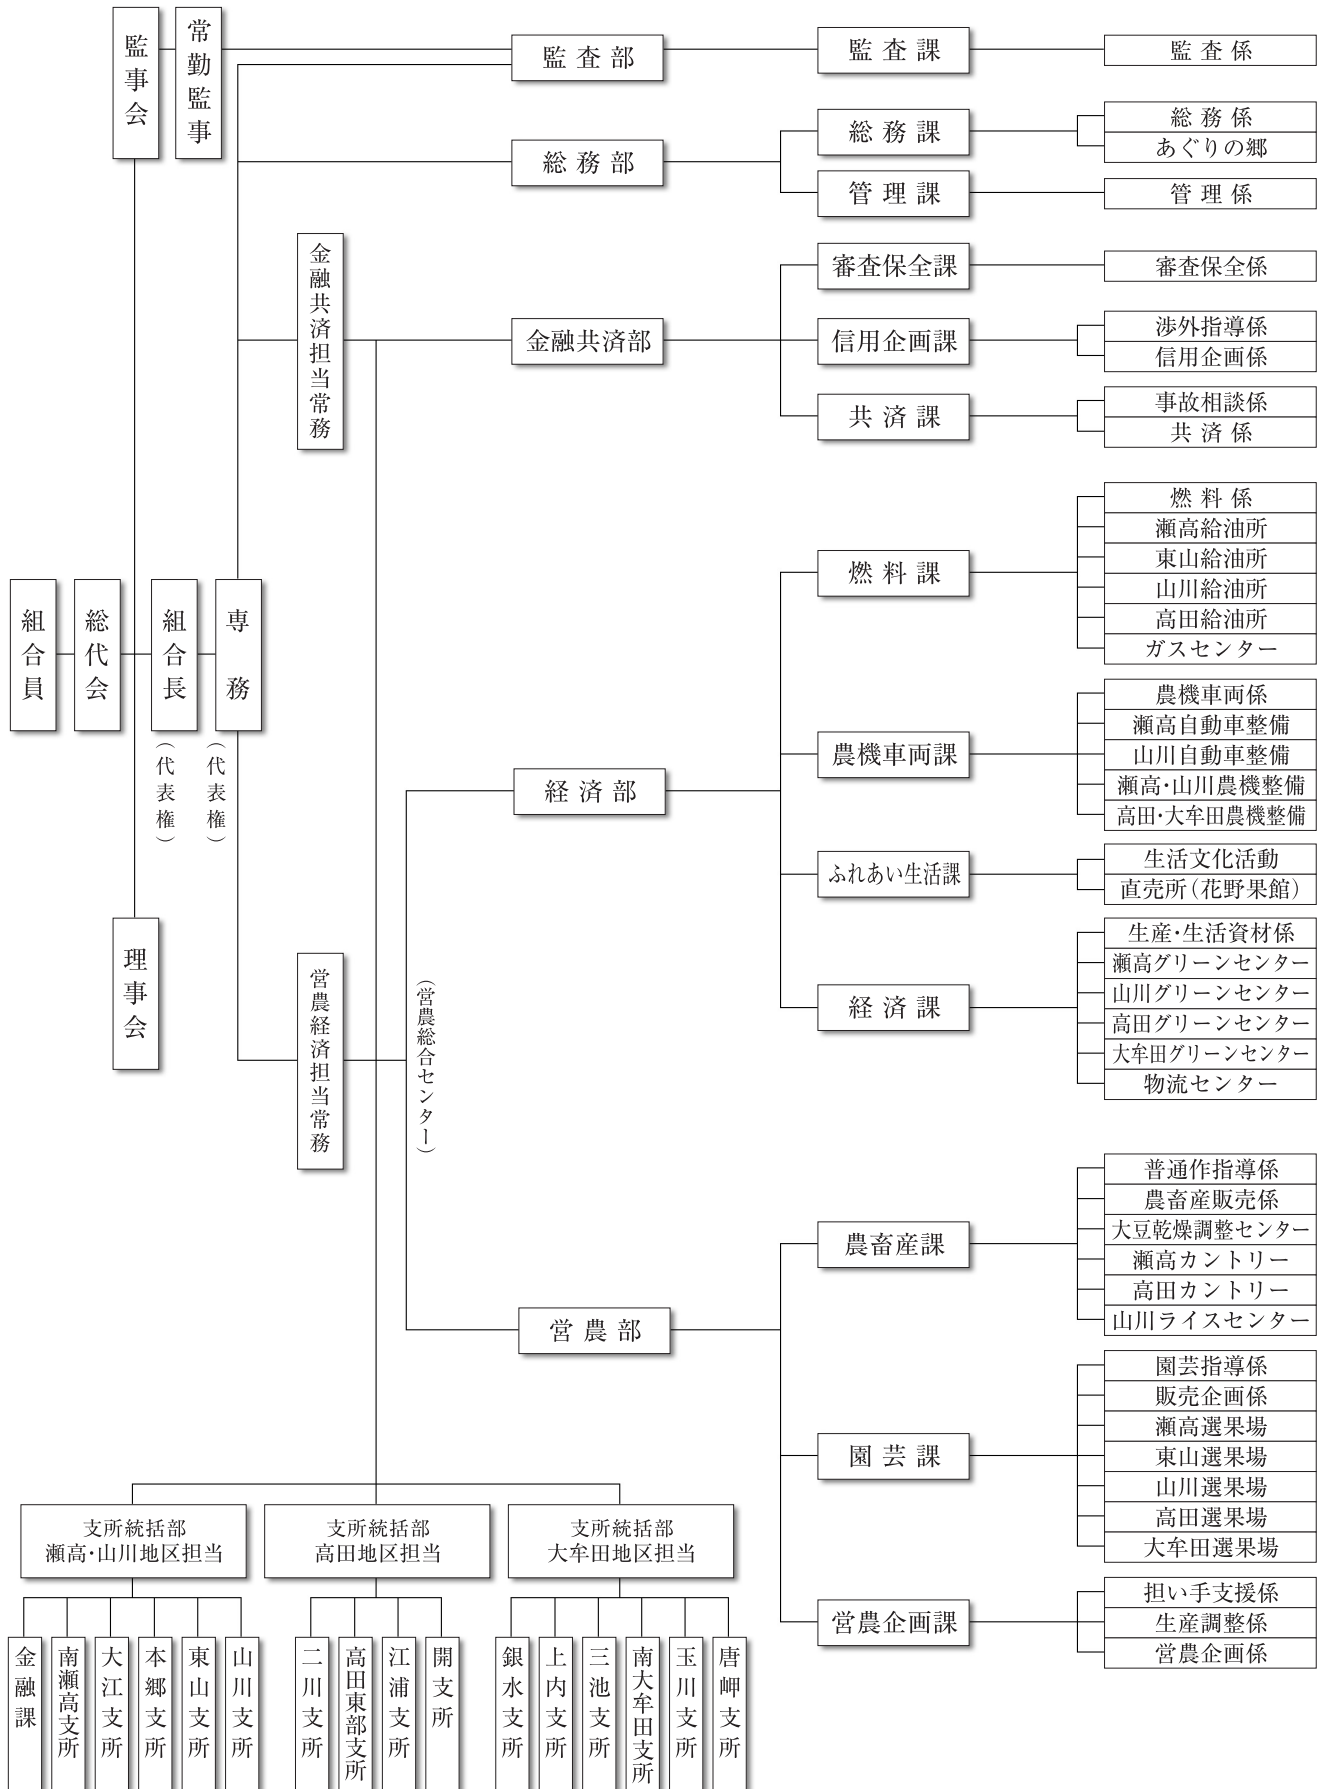 監事会
常勤監事
監査部
監査課
監査係
総務部
総務課
総務係
あぐりの郷
管理課
管理係
金融共済担当常務
金融共済部
審査保全課
審査保全係
信用企画課
渉外指導係
信用企画係
共済課
事故相談係
共済係
組合員
総代会
組合長
(代表権)
専務
(代表権)
理事会
営農経済担当常務
(営農総合センター)
経済部
燃料課
燃料係
瀬高給油所
東山給油所
山川給油所
高田給油所
ガスセンター
農機車両課
農機車両係
瀬高自動車整備
山川自動車整備
瀬高・山川農機整備
高田・大牟田農機整備
ふれあい生活課
生活文化活動
直売所(花野果館)
経済課
生産・生活資材係
瀬高グリーンセンター
山川グリーンセンター
高田グリーンセンター
大牟田グリーンセンター
物流センター
営農部
農畜産課
普通作指導係
農畜産販売係
大豆乾燥調整センター
瀬高カントリー
高田カントリー
山川ライスセンター
園芸課
園芸指導係
販売企画係
瀬高選果場
東山選果場
山川選果場
高田選果場
大牟田選果場
営農企画課
担い手支援係
生産調整係
営農企画係
支所統括部
瀬高・山川地区担当
金融課
南瀬高支所
大江支所
本郷支所
東山支所
山川支所
支所統括部
高田地区担当
二川支所
高田東部支所
江浦支所
開支所
支所統括部
大牟田地区担当
銀水支所
上内支所
三池支所
南大牟田支所
玉川支所
唐岬支所